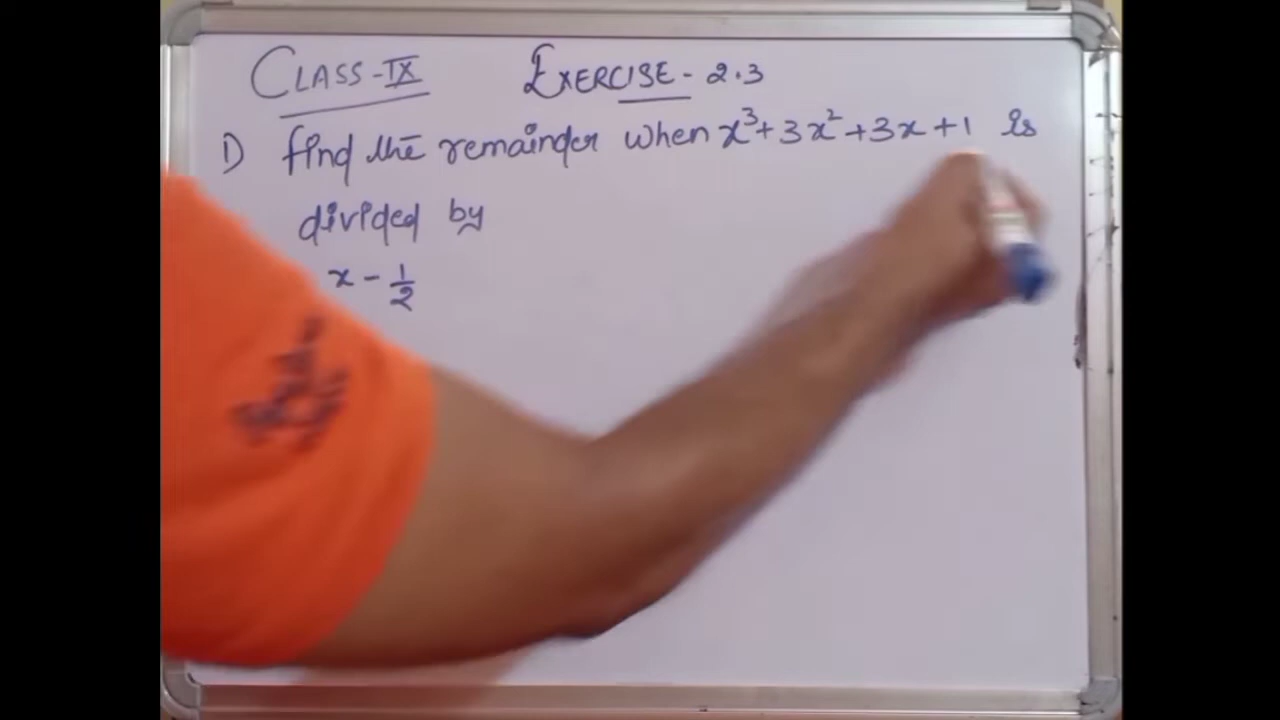 CLASS-IX EXERCISE-2.3
1) find the remainder when x³+3x²+3x+1 is
divided by
x - 1/2